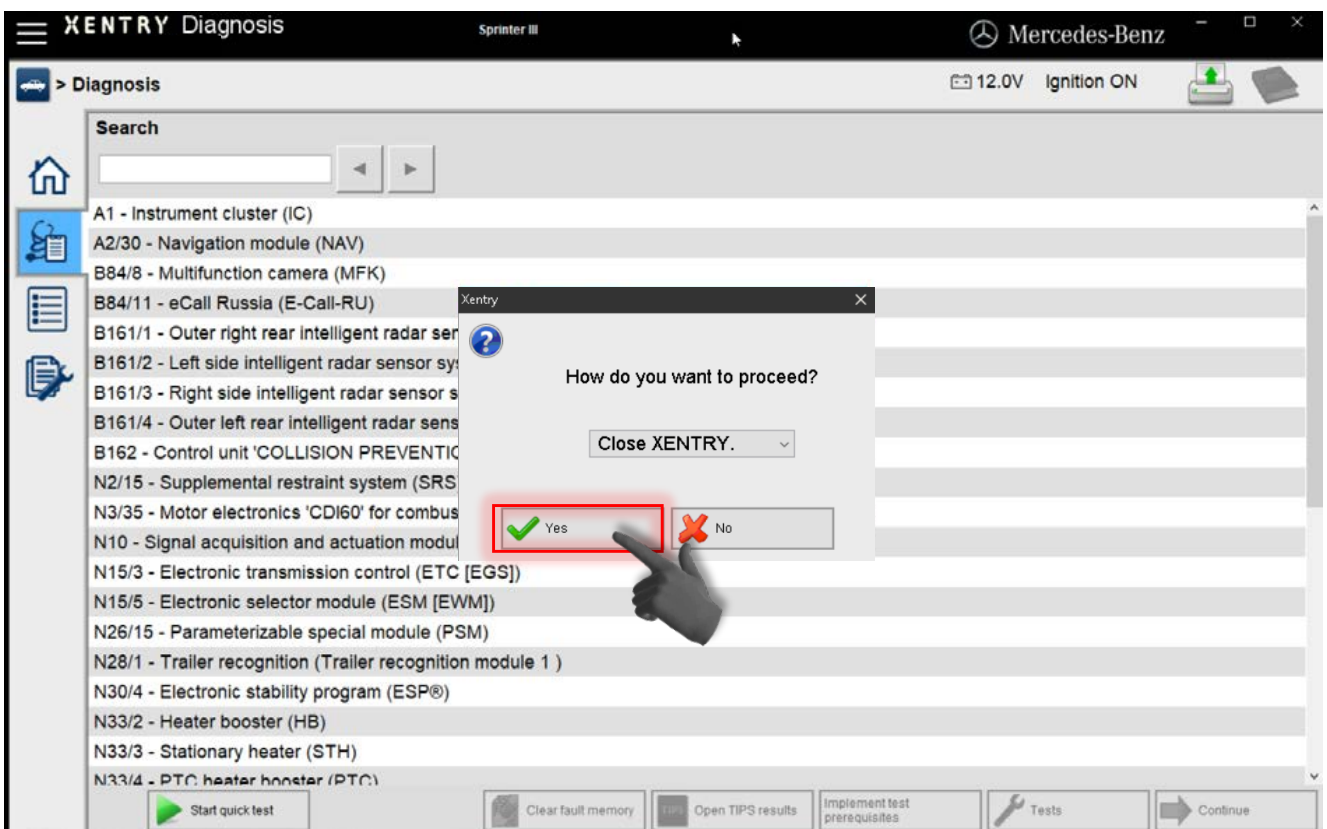 XENTRY Diagnosis
Sprinter III
Mercedes-Benz
> Diagnosis
12.0V Ignition ON
Search
A1 - Instrument cluster (IC)
A2/30 - Navigation module (NAV)
B84/8 - Multifunction camera (MFK)
B84/11 - eCall Russia (E-Call-RU)
B161/1 - Outer right rear intelligent radar sen
B161/2 - Left side intelligent radar sensor sys
B161/3 - Right side intelligent radar sensor s
B161/4 - Outer left rear intelligent radar sens
B162 - Control unit 'COLLISION PREVENTIO
N2/15 - Supplemental restraint system (SRS
N3/35 - Motor electronics 'CDI60' for combus
N10 - Signal acquisition and actuation modul
N15/3 - Electronic transmission control (ETC [EGS])
N15/5 - Electronic selector module (ESM [EWM])
N26/15 - Parameterizable special module (PSM)
N28/1 - Trailer recognition (Trailer recognition module 1 )
N30/4 - Electronic stability program (ESP®)
N33/2 - Heater booster (HB)
N33/3 - Stationary heater (STH)
N33/4 - PTC heater booster (PTC)
Xentry
How do you want to proceed?
Close XENTRY.
Yes
No
Start quick test
Clear fault memory
TIPS
Open TIPS results
Implement test
prerequisites
Tests
Continue